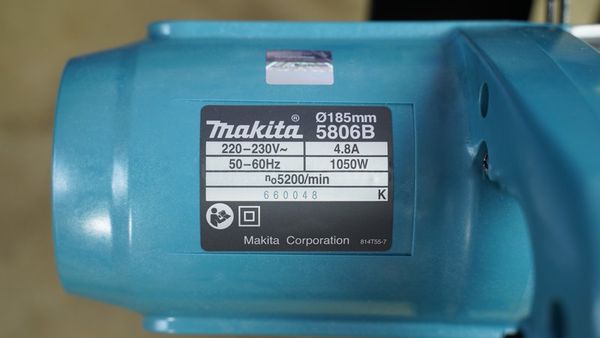 makita® Ø185mm
5806B
220–230V~ 4.8A
50–60Hz 1050W
n₀5200/min
660048 K
Makita Corporation 814T55-7